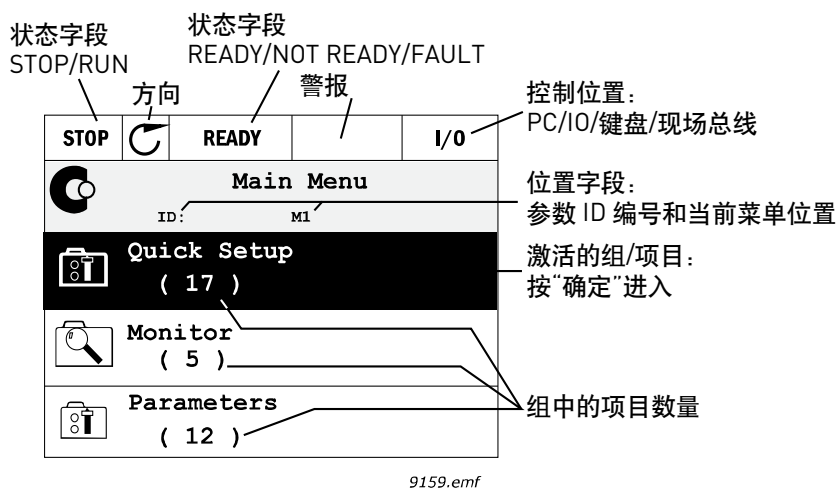 状态字段
STOP/RUN
状态字段
READY/NOT READY/FAULT
方向
警报
控制位置：
PC/IO/键盘/现场总线
STOP
READY
I/O
Main Menu
ID:
M1
位置字段：
参数 ID 编号和当前菜单位置
Quick Setup
( 17 )
激活的组/项目：
按“确定”进入
Monitor
( 5 )
Parameters
( 12 )
组中的项目数量
9159.emf